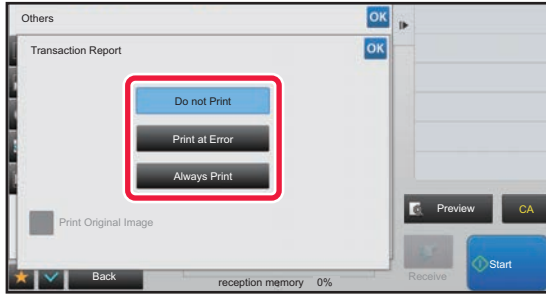 Others
OK
Transaction Report
OK
Do not Print
Print at Error
Always Print
Print Original Image
Preview
CA
Back
reception memory 0%
Receive
Start